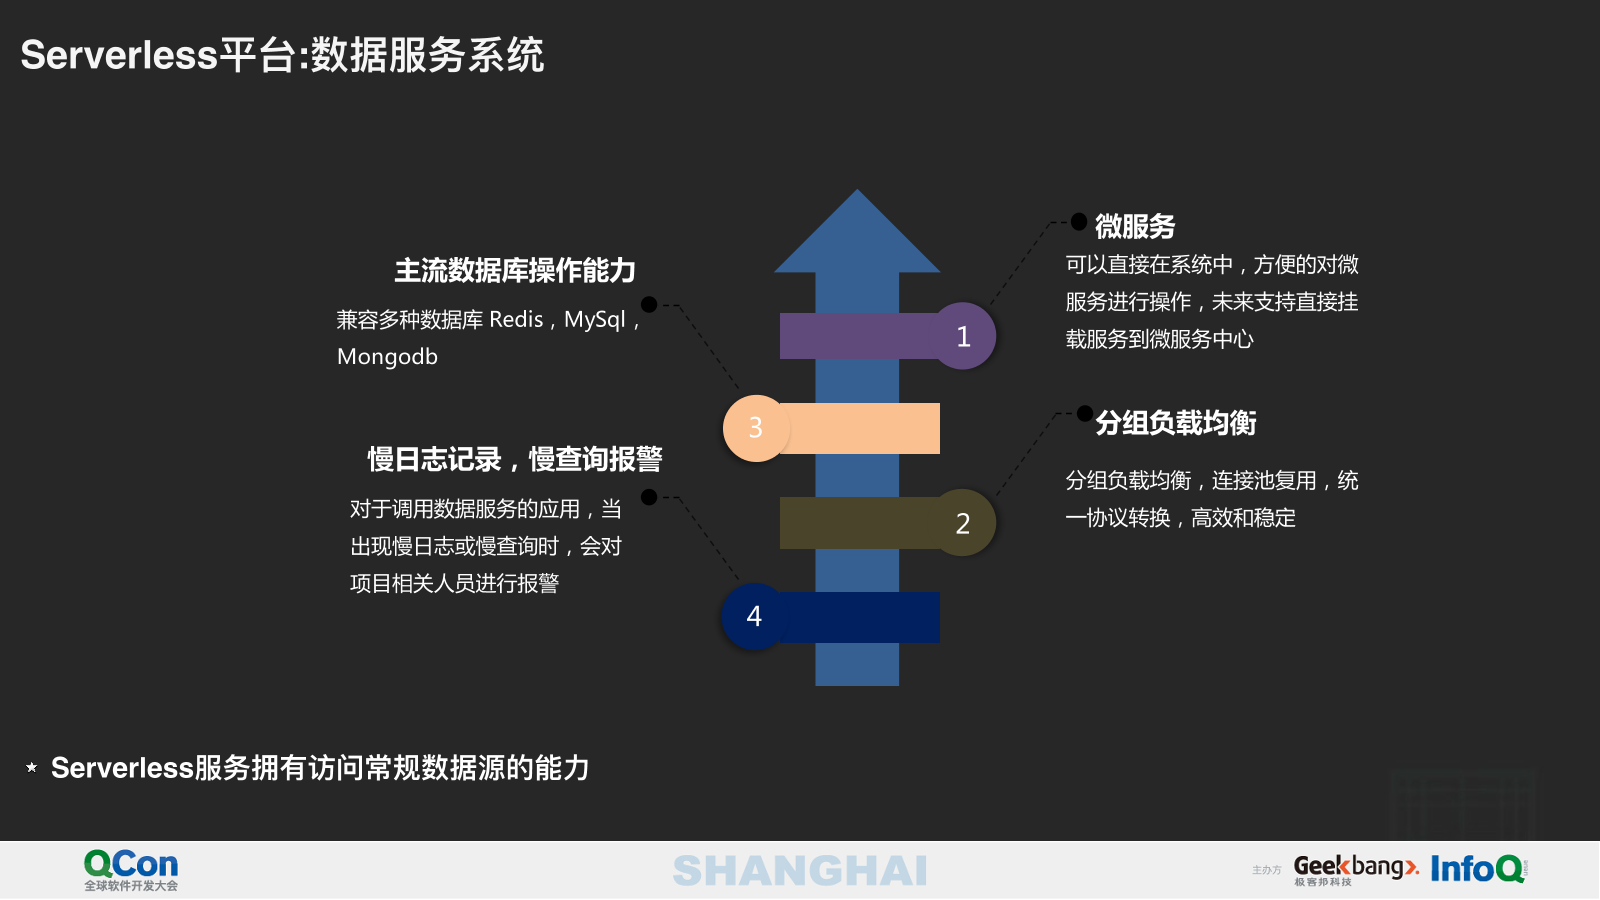 Serverless平台:数据服务系统
微服务
可以直接在系统中，方便的对微
服务进行操作，未来支持直接挂
载服务到微服务中心
主流数据库操作能力
兼容多种数据库 Redis，MySql，
Mongodb
1
3
分组负载均衡
分组负载均衡，连接池复用，统
一协议转换，高效和稳定
慢日志记录，慢查询报警
对于调用数据服务的应用，当
出现慢日志或慢查询时，会对
项目相关人员进行报警
2
4
Serverless服务拥有访问常规数据源的能力
QCon
全球软件开发大会
SHANGHAI
主办方
Geekbang>.
极客邦科技
InfoQ